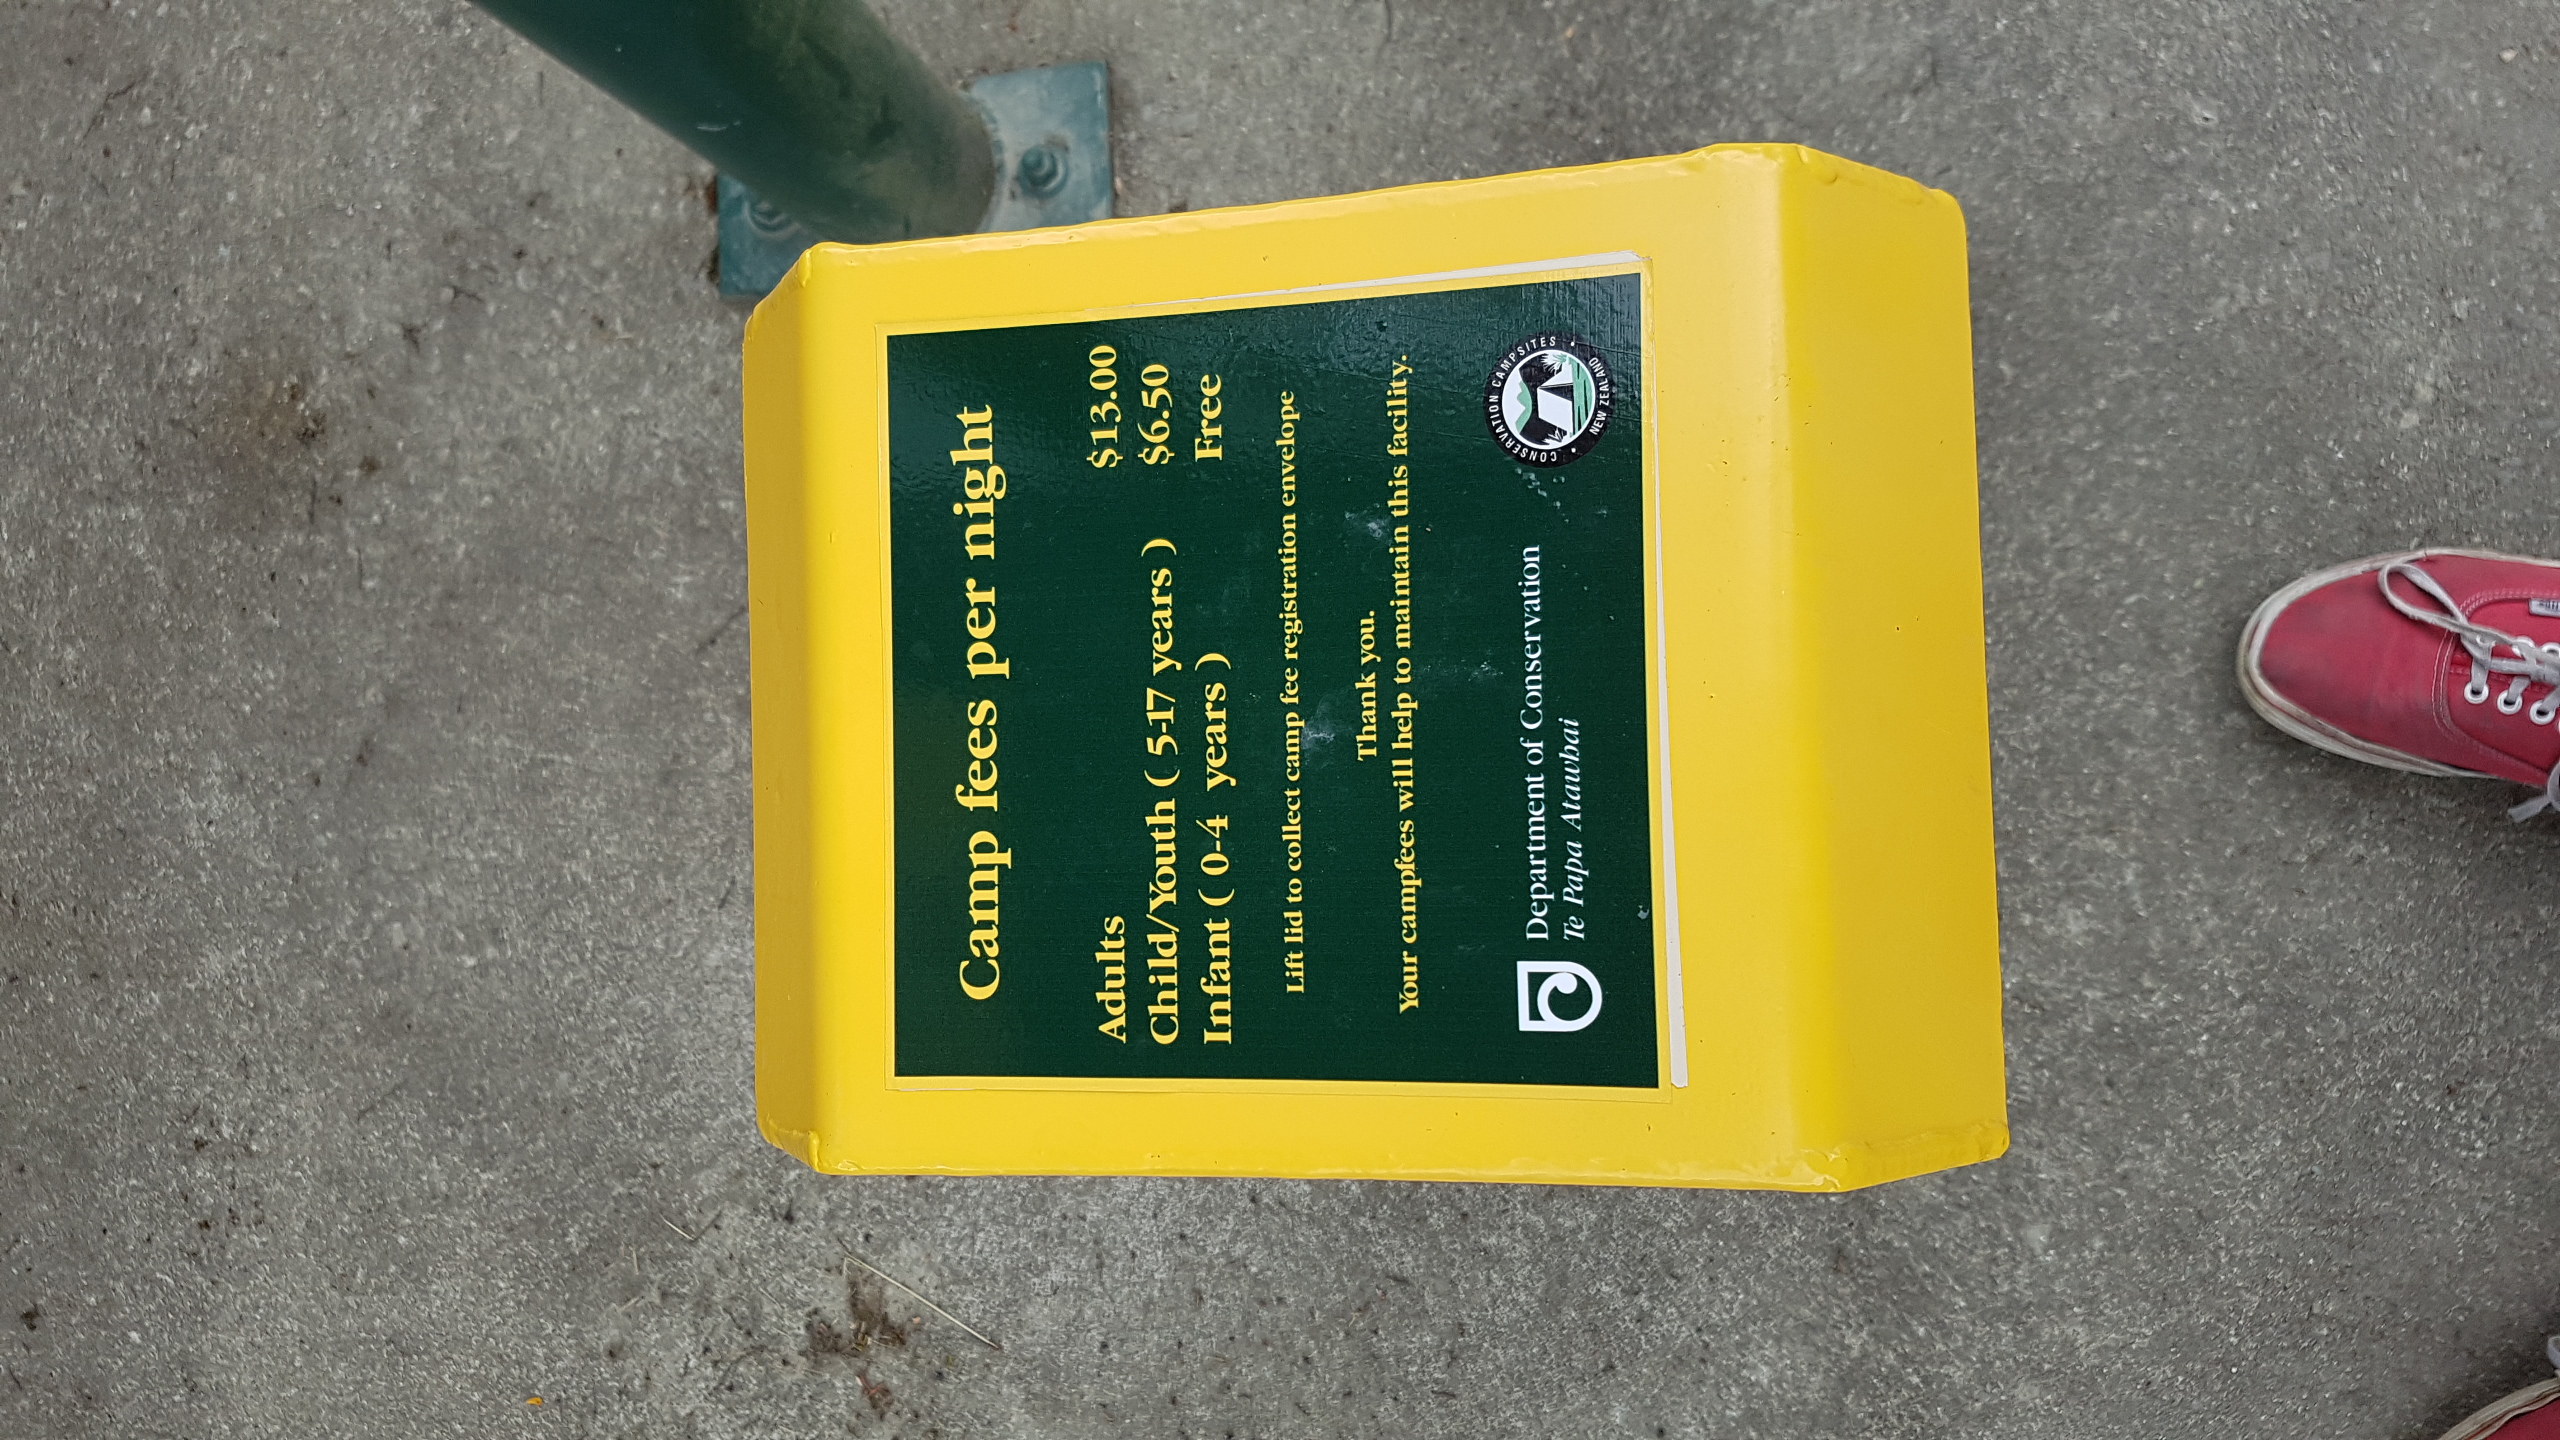 Camp fees per night
Adults $13.00
Child/Youth ( 5-17 years ) $6.50
Infant ( 0-4 years ) Free
Lift lid to collect camp fee registration envelope
Thank you.
Your campfees will help to maintain this facility.
Department of Conservation
Te Papa Atawhai
CONSERVATION CAMPSITES
NEW ZEALAND